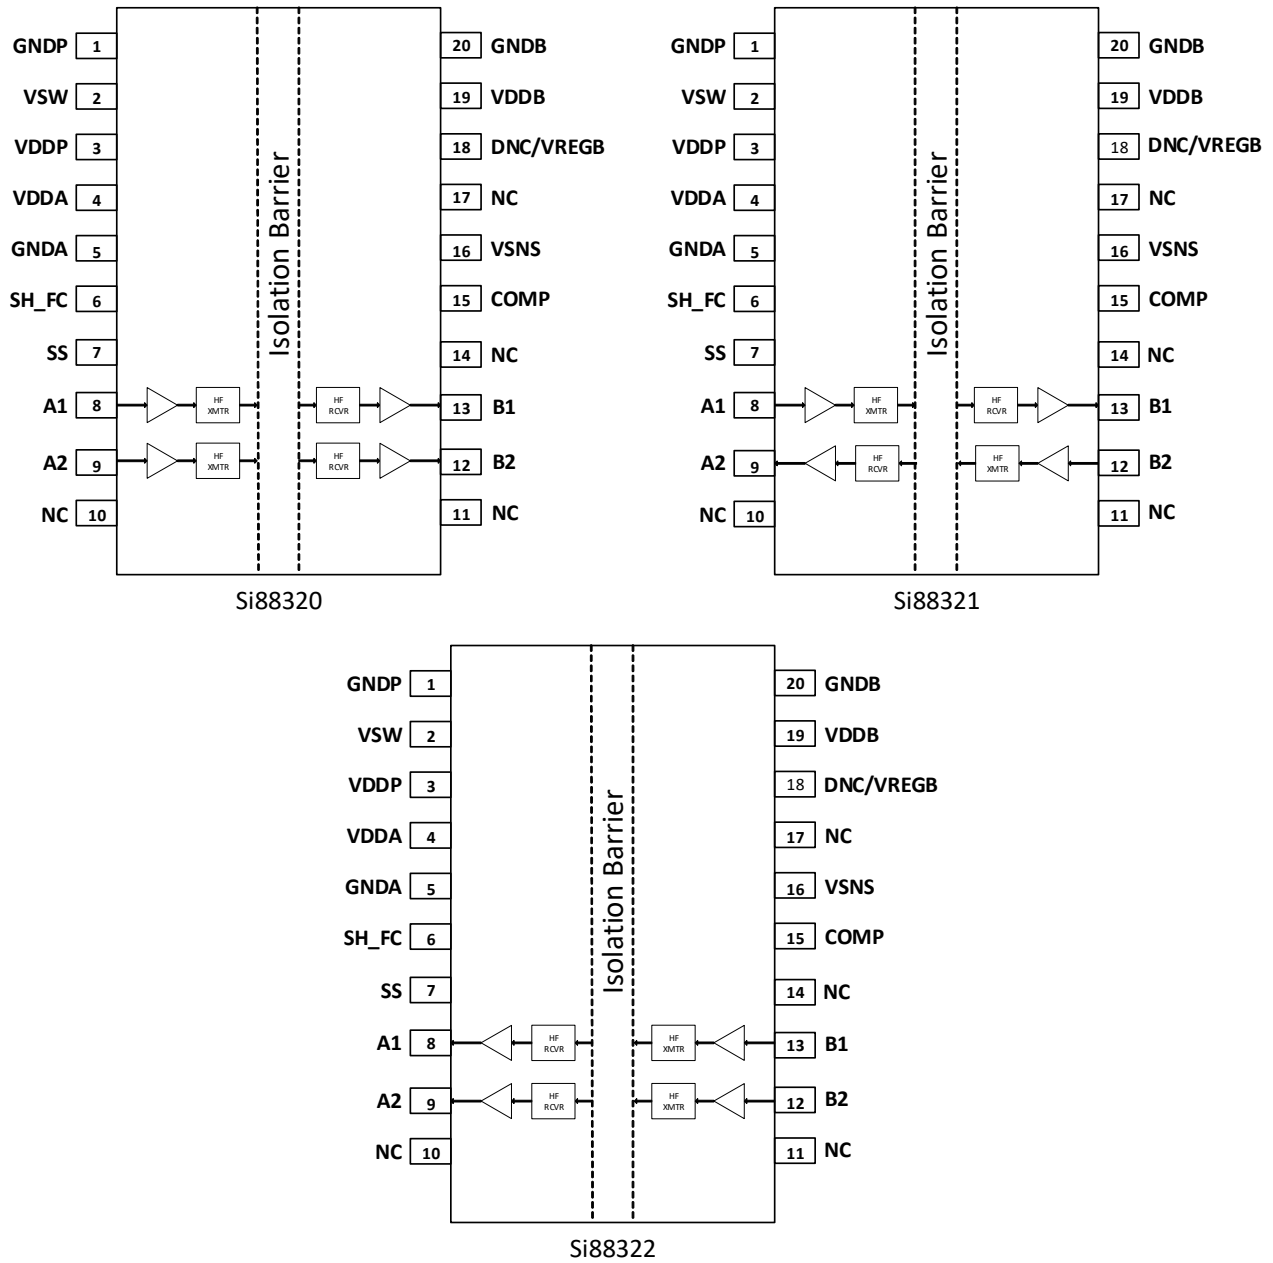 GNDP 1 20 GNDB
VSW 2 19 VDDB
VDDP 3 18 DNC/VREGB
VDDA 4 17 NC
GNDA 5 16 VSNS
SH_FC 6 15 COMP
SS 7 14 NC
A1 8 HF XMTR HF RCVR 13 B1
A2 9 HF XMTR HF RCVR 12 B2
NC 10 11 NC
Isolation Barrier
Si88320
GNDP 1 20 GNDB
VSW 2 19 VDDB
VDDP 3 18 DNC/VREGB
VDDA 4 17 NC
GNDA 5 16 VSNS
SH_FC 6 15 COMP
SS 7 14 NC
A1 8 HF XMTR HF RCVR 13 B1
A2 9 HF RCVR HF XMTR 12 B2
NC 10 11 NC
Isolation Barrier
Si88321
GNDP 1 20 GNDB
VSW 2 19 VDDB
VDDP 3 18 DNC/VREGB
VDDA 4 17 NC
GNDA 5 16 VSNS
SH_FC 6 15 COMP
SS 7 14 NC
A1 8 HF RCVR HF XMTR 13 B1
A2 9 HF RCVR HF XMTR 12 B2
NC 10 11 NC
Isolation Barrier
Si88322